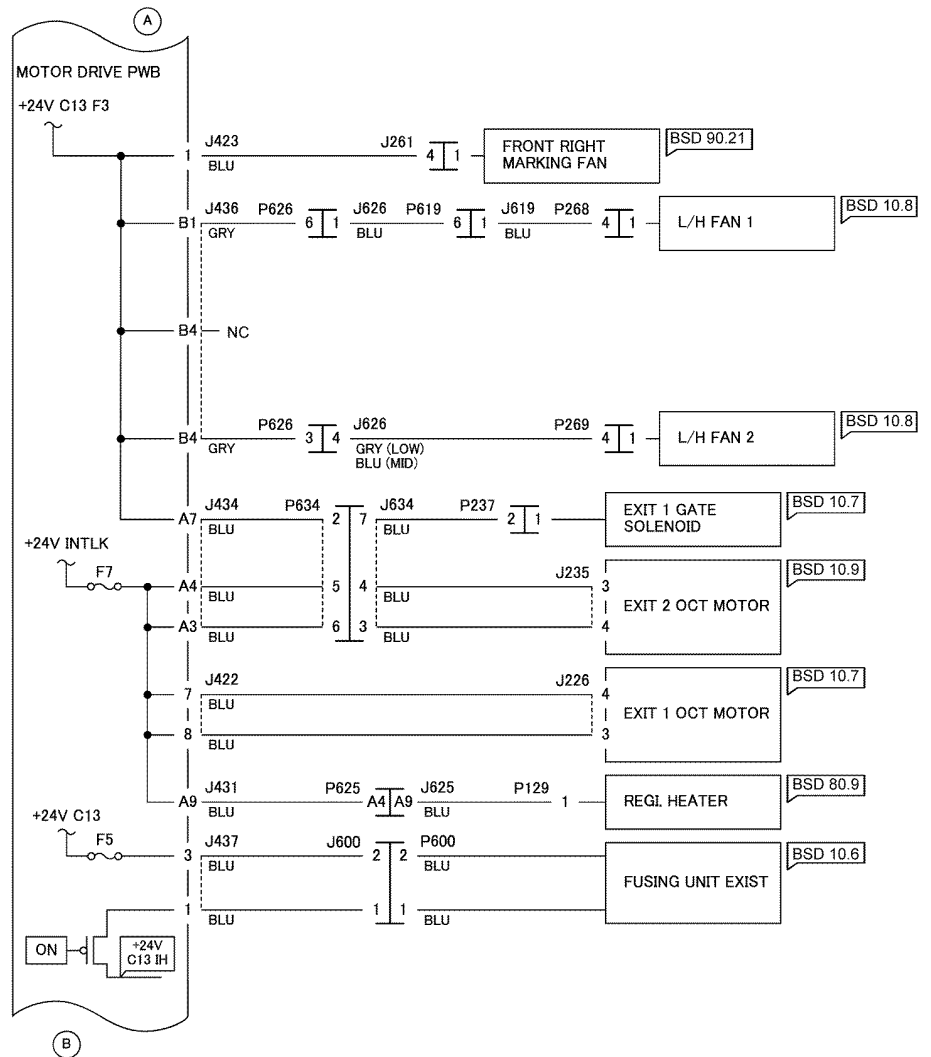 A
MOTOR DRIVE PWB
+24V C13 F3
1 J423 BLU J261 4 1 FRONT RIGHT MARKING FAN BSD 90.21
B1 J436 GRY P626 6 1 J626 BLU P619 6 1 J619 BLU P268 4 1 L/H FAN 1 BSD 10.8
B4 NC
B4 GRY P626 3 4 J626 GRY (LOW) BLU (MID) P269 4 1 L/H FAN 2 BSD 10.8
A7 J434 BLU P634 2 7 J634 BLU P237 2 1 EXIT 1 GATE SOLENOID BSD 10.7
+24V INTLK
F7
A4 BLU 5 4 BLU J235 3 EXIT 2 OCT MOTOR BSD 10.9
A3 BLU 6 3 BLU 4
7 J422 BLU J226 4 EXIT 1 OCT MOTOR BSD 10.7
8 BLU 3
A9 J431 BLU P625 A4 A9 J625 BLU P129 1 REGI. HEATER BSD 80.9
+24V C13
F5
3 J437 BLU J600 2 2 P600 BLU FUSING UNIT EXIST BSD 10.6
1 BLU 1 1 BLU
ON +24V C13 IH
B